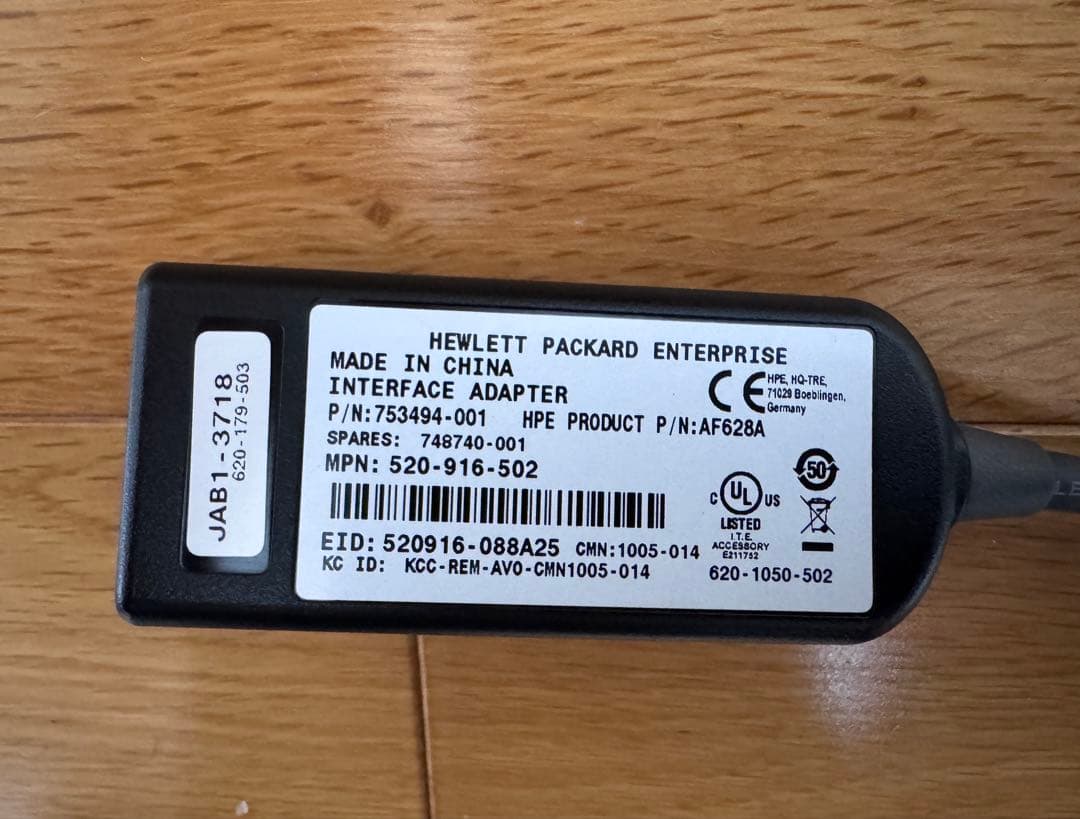 JAB1-3718
620-179-503
HEWLETT PACKARD ENTERPRISE
MADE IN CHINA
INTERFACE ADAPTER
P/N:753494-001 HPE PRODUCT P/N:AF628A
SPARES: 748740-001
MPN: 520-916-502
CE
HPE, HQ-TRE,
71029 Boeblingen,
Germany
50
C UL US
LISTED
I.T.E.
ACCESSORY
E211752
EID: 520916-088A25 CMN:1005-014
KC ID: KCC-REM-AVO-CMN1005-014
620-1050-502